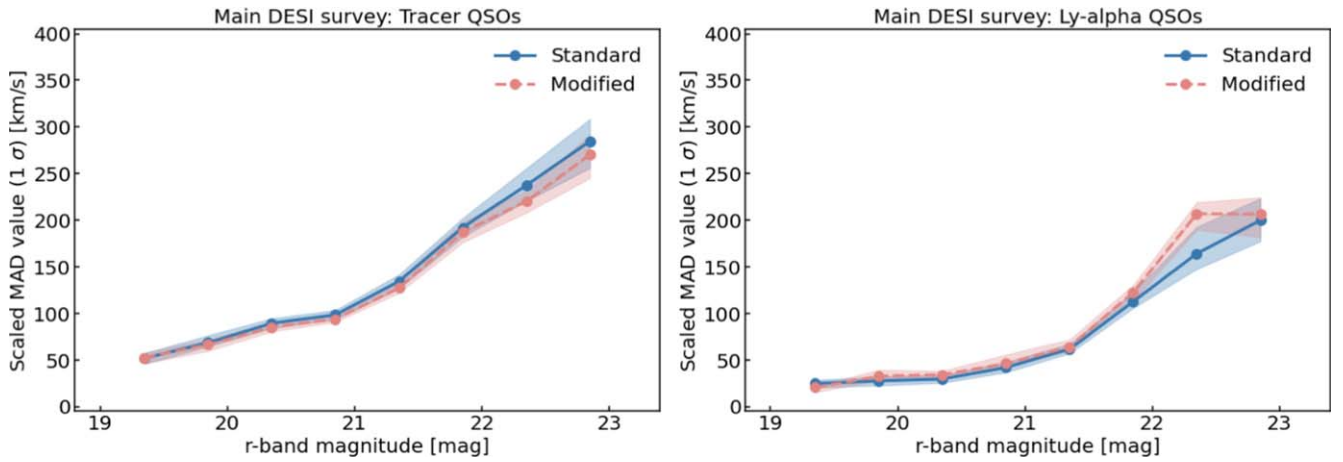 Main DESI survey: Tracer QSOs
Scaled MAD value (1 σ) [km/s]
400
350
300
250
200
150
100
50
0
Standard
Modified
19
20
21
22
23
r-band magnitude [mag]
Main DESI survey: Ly-alpha QSOs
Scaled MAD value (1 σ) [km/s]
400
350
300
250
200
150
100
50
0
Standard
Modified
19
20
21
22
23
r-band magnitude [mag]